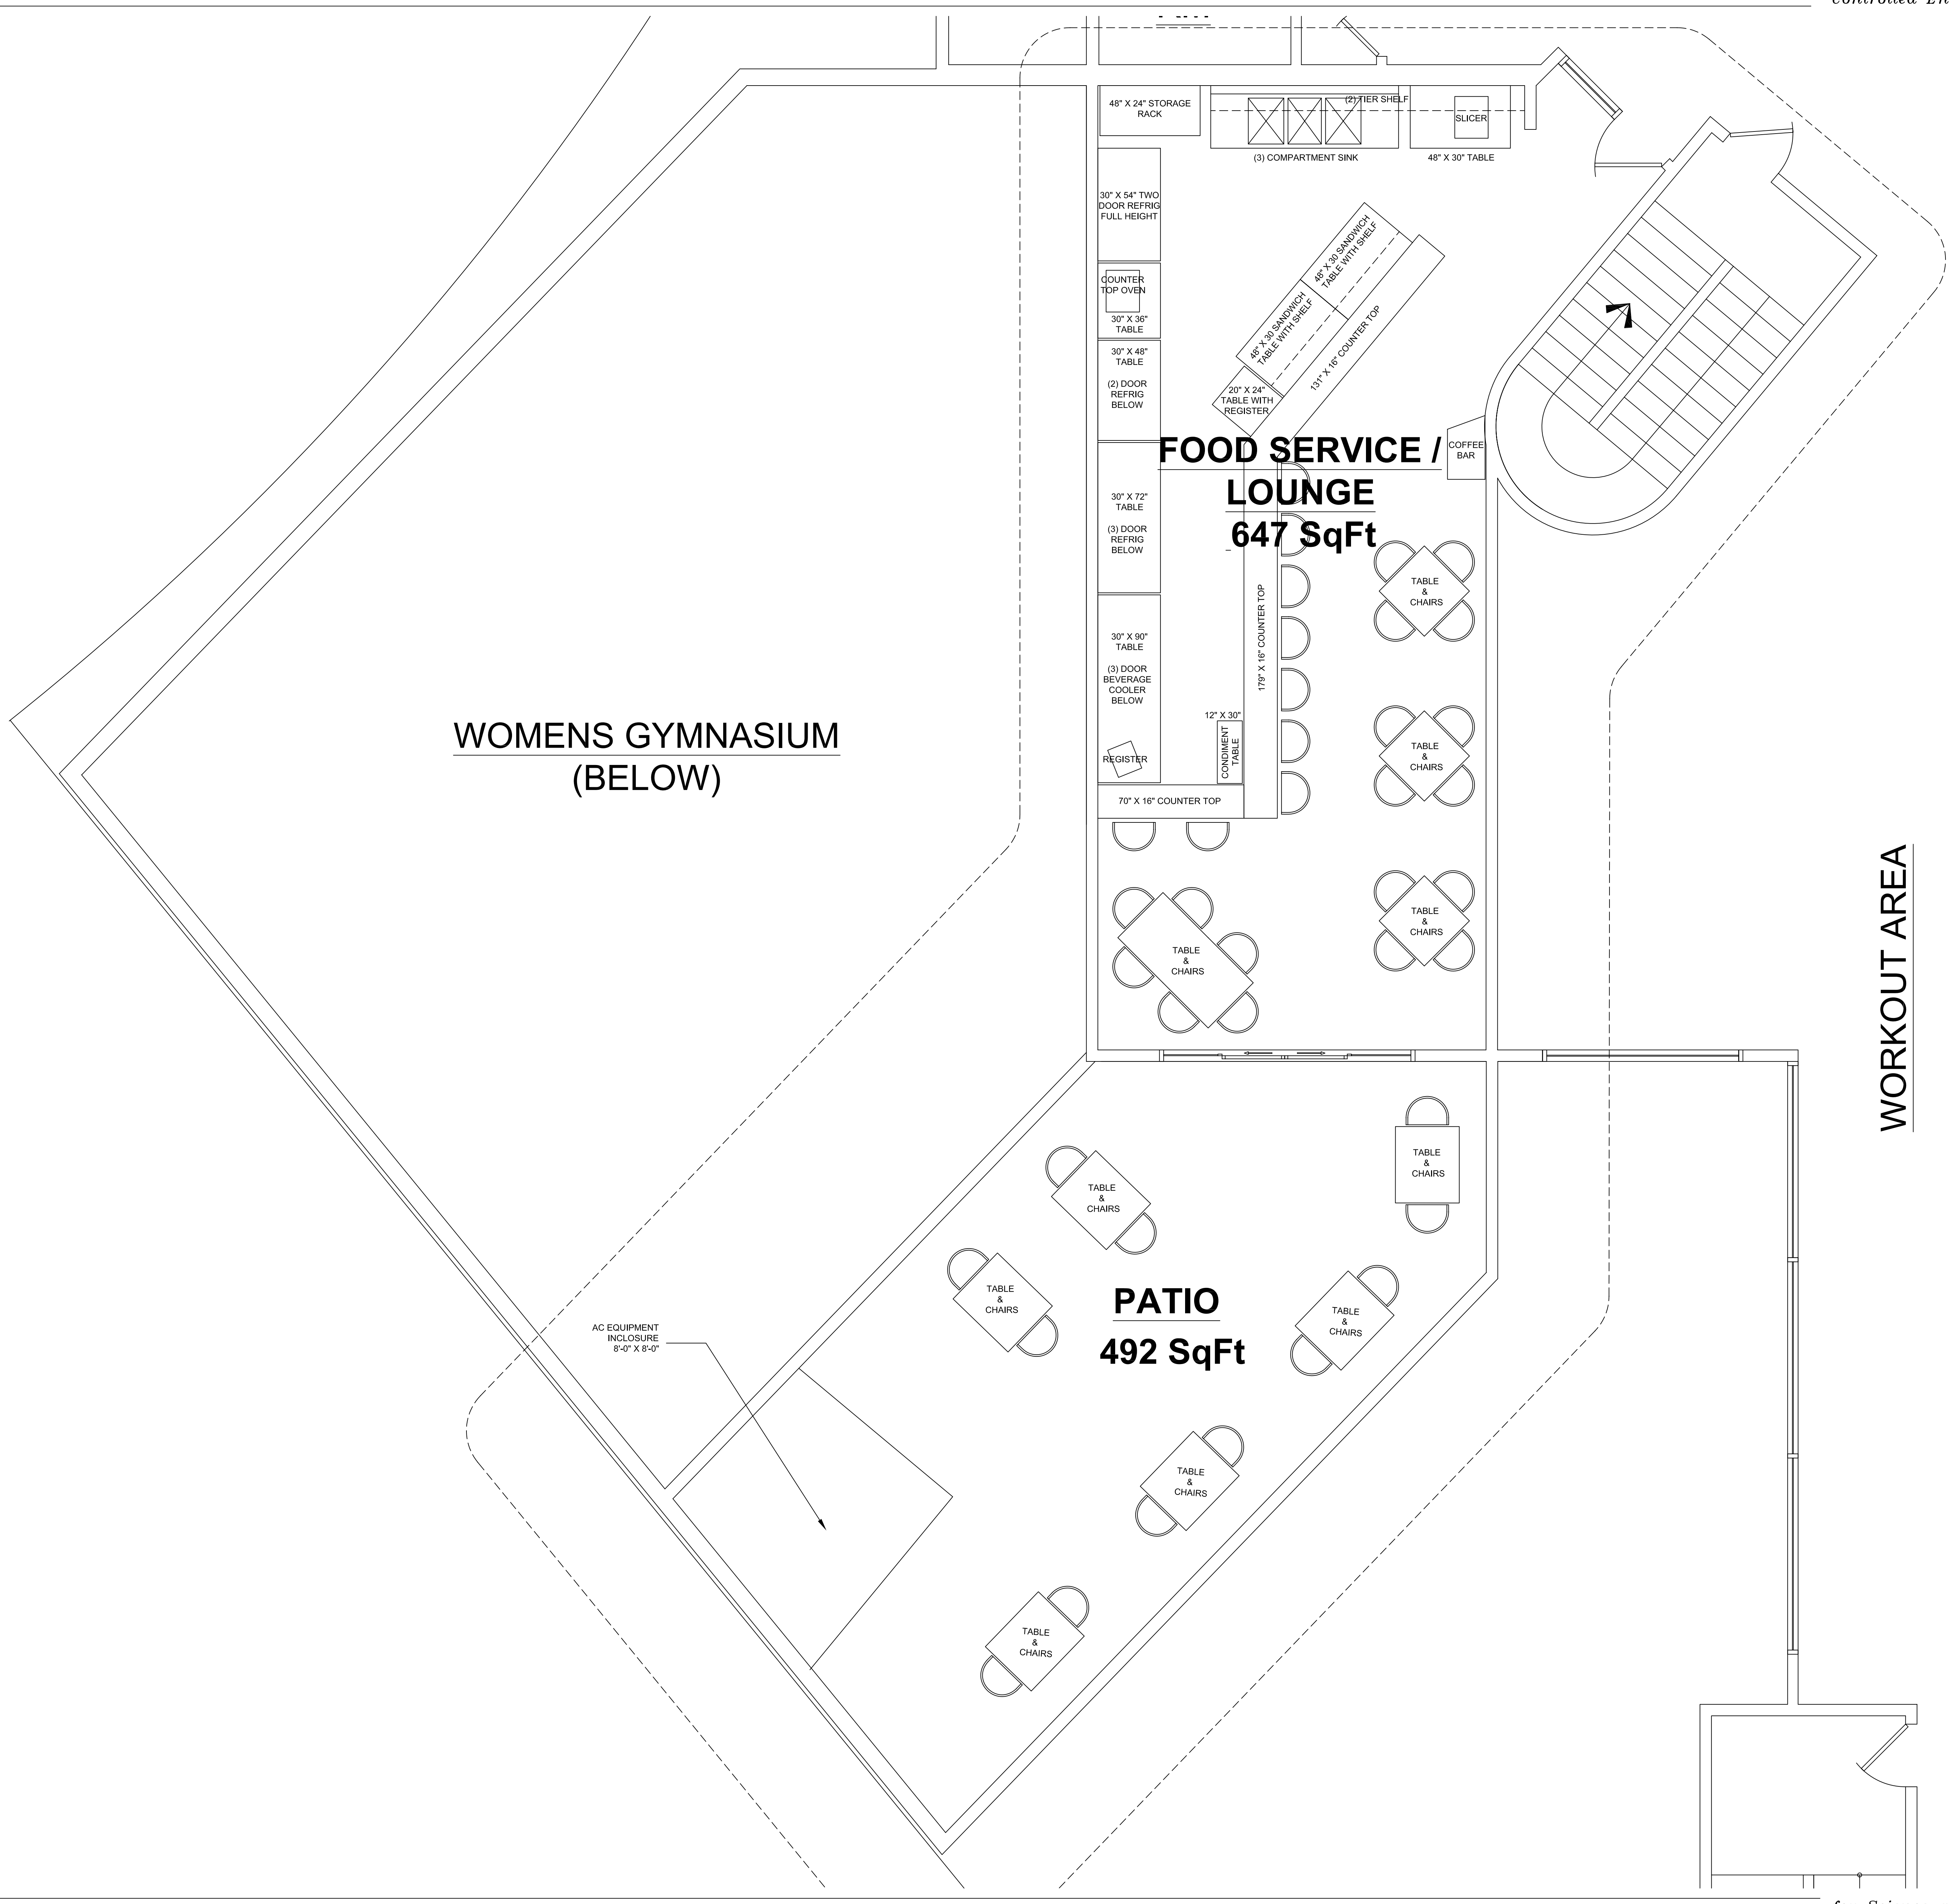 Controlled
48" X 24" STORAGE
RACK
(2) TIER SHELF
SLICER
(3) COMPARTMENT SINK
48" X 30" TABLE
30" X 54" TWO
DOOR REFRIG
FULL HEIGHT
48" X 30 SANDWICH
TABLE WITH SHELF
COUNTER
TOP OVEN
30" X 36"
TABLE
48" X 30 SANDWICH
TABLE WITH SHELF
131" X 16" COUNTER TOP
30" X 48"
TABLE
(2) DOOR
REFRIG
BELOW
20" X 24"
TABLE WITH
REGISTER
FOOD SERVICE /
LOUNGE
647 SqFt
COFFEE
BAR
30" X 72"
TABLE
(3) DOOR
REFRIG
BELOW
TABLE
&
CHAIRS
179" X 16" COUNTER TOP
30" X 90"
TABLE
(3) DOOR
BEVERAGE
COOLER
BELOW
12" X 30"
CONDIMENT
TABLE
REGISTER
TABLE
&
CHAIRS
WOMENS GYMNASIUM
(BELOW)
70" X 16" COUNTER TOP
TABLE
&
CHAIRS
TABLE
&
CHAIRS
WORKOUT AREA
TABLE
&
CHAIRS
TABLE
&
CHAIRS
TABLE
&
CHAIRS
PATIO
492 SqFt
TABLE
&
CHAIRS
AC EQUIPMENT
INCLOSURE
8'-0" X 8'-0"
TABLE
&
CHAIRS
TABLE
&
CHAIRS